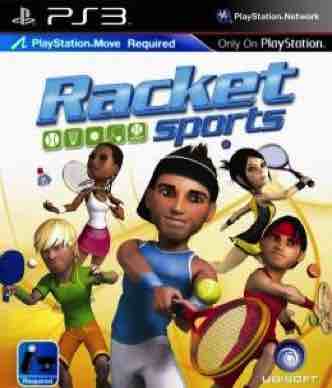 PS3
PlayStation®Network
PlayStation®Move Required
Only On PlayStation®
Racket
sports
Required
UBISOFT